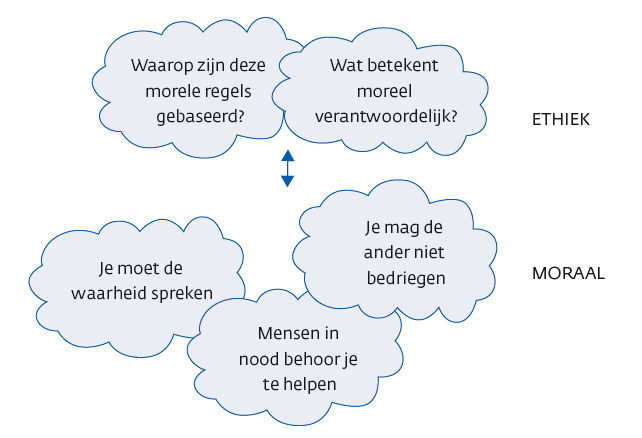 Waarop zijn deze
morele regels
gebaseerd?
Wat betekent
moreel
verantwoordelijk?
ETHIEK
Je moet de
waarheid spreken
Mensen in
nood behoor je
te helpen
Je mag de
ander niet
bedriegen
MORAAL